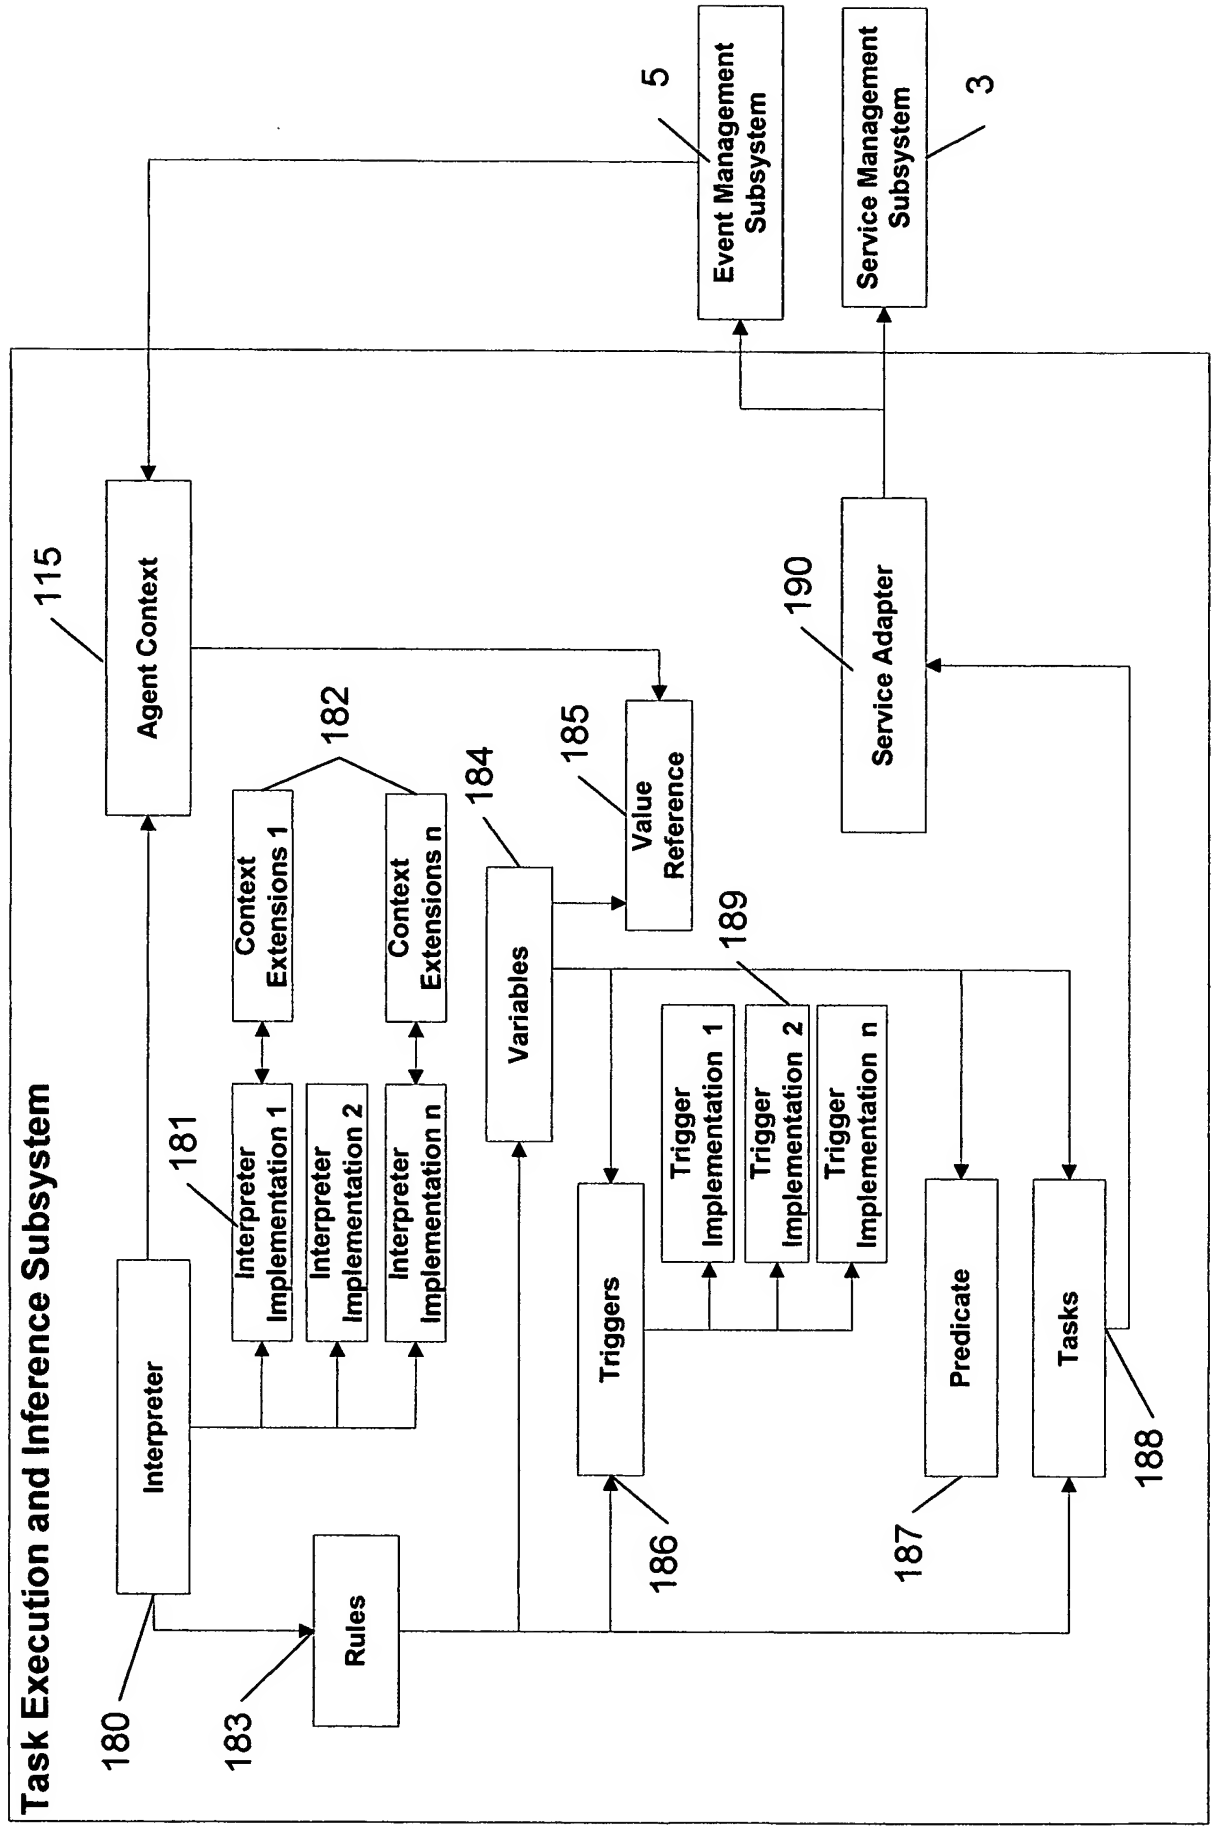 Task Execution and Inference Subsystem
180
Interpreter
115
Agent Context
181
Interpreter
Implementation 1
Context
Extensions 1
182
Interpreter
Implementation 2
Interpreter
Implementation n
Context
Extensions n
183
Rules
184
Variables
185
Value
Reference
186
Triggers
Trigger
Implementation 1
189
Trigger
Implementation 2
Trigger
Implementation n
5
Event Management
Subsystem
187
Predicate
190
Service Adapter
Service Management
Subsystem
3
Tasks
188